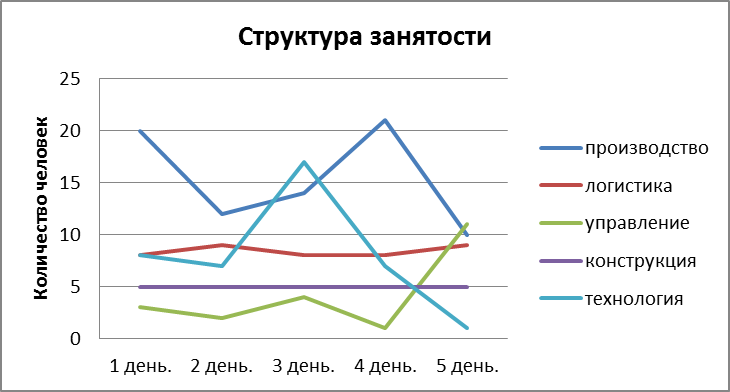 Структура занятости
Количество человек
25
20
15
10
5
0
1 день.
2 день.
3 день.
4 день.
5 день.
производство
логистика
управление
конструкция
технология